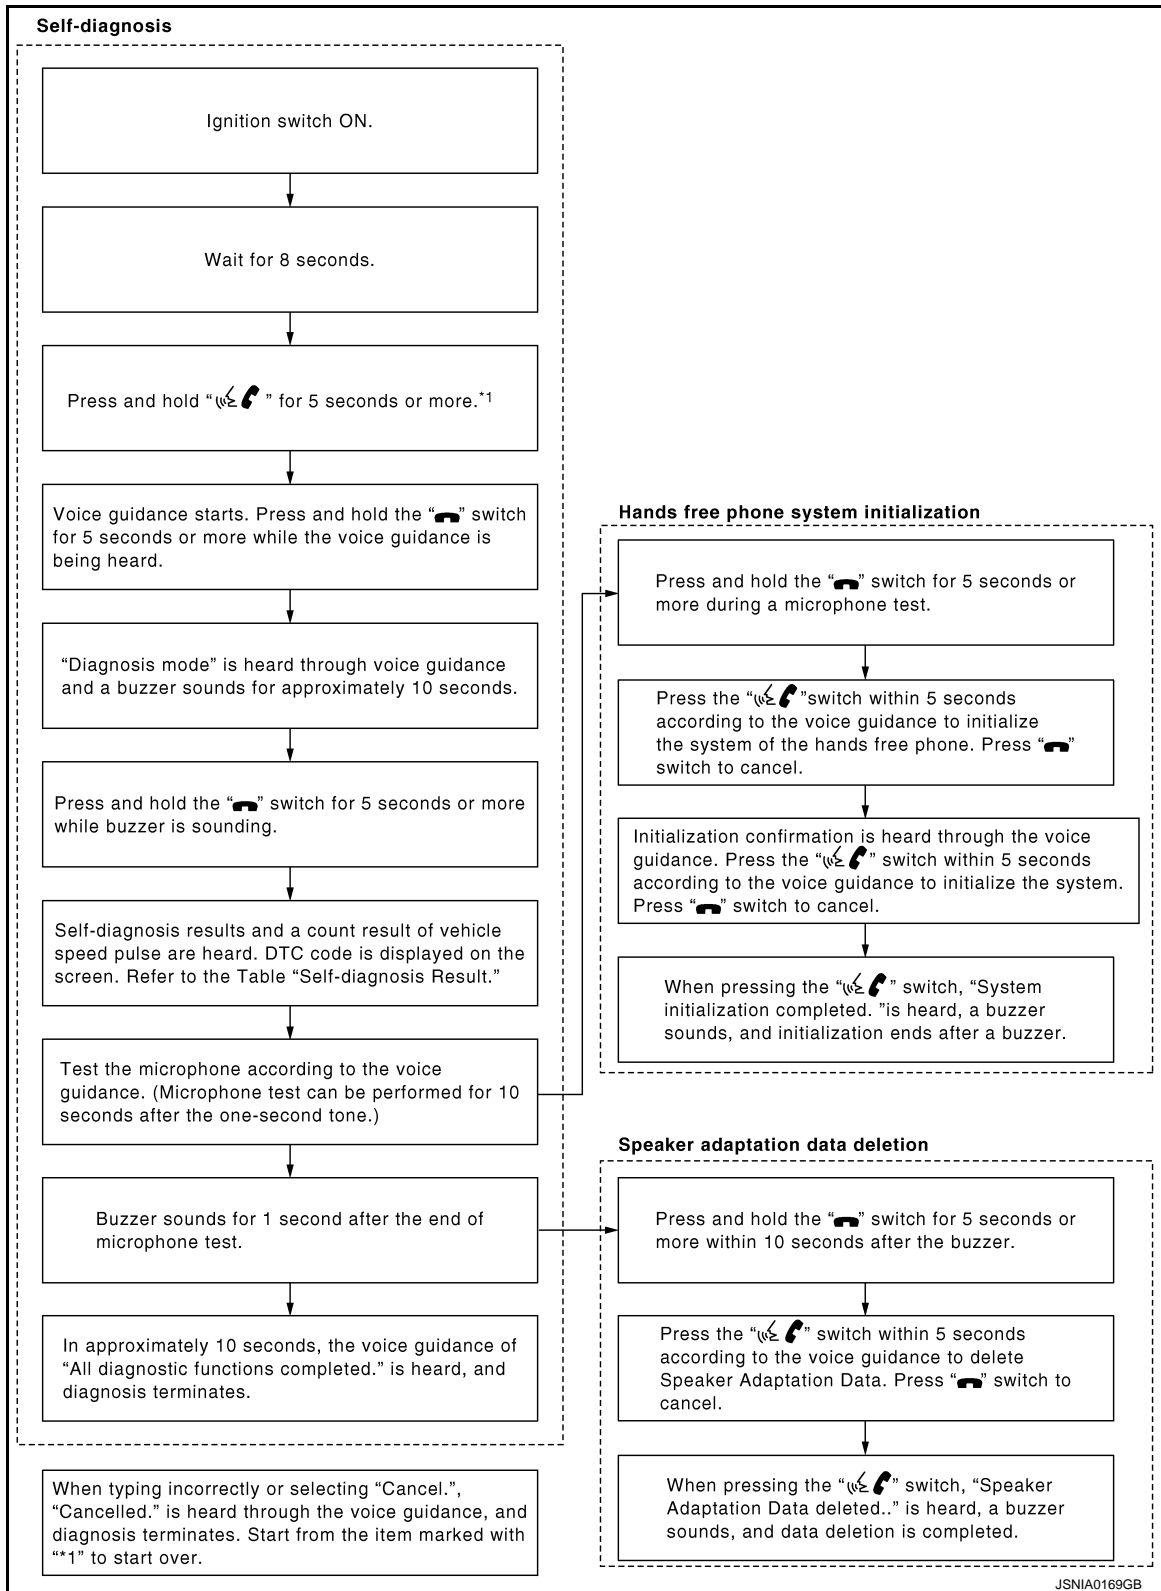 Self-diagnosis
Ignition switch ON.
Wait for 8 seconds.
Press and hold “ ” for 5 seconds or more.*1
Voice guidance starts. Press and hold the “ ” switch
for 5 seconds or more while the voice guidance is
being heard.
“Diagnosis mode” is heard through voice guidance
and a buzzer sounds for approximately 10 seconds.
Press and hold the “ ” switch for 5 seconds or more
while buzzer is sounding.
Self-diagnosis results and a count result of vehicle
speed pulse are heard. DTC code is displayed on the
screen. Refer to the Table “Self-diagnosis Result.”
Test the microphone according to the voice
guidance. (Microphone test can be performed for 10
seconds after the one-second tone.)
Buzzer sounds for 1 second after the end of
microphone test.
In approximately 10 seconds, the voice guidance of
“All diagnostic functions completed.” is heard, and
diagnosis terminates.
When typing incorrectly or selecting “Cancel.”,
“Cancelled.” is heard through the voice guidance, and
diagnosis terminates. Start from the item marked with
“*1” to start over.
Hands free phone system initialization
Press and hold the “ ” switch for 5 seconds or
more during a microphone test.
Press the “ ”switch within 5 seconds
according to the voice guidance to initialize
the system of the hands free phone. Press “ ”
switch to cancel.
Initialization confirmation is heard through the voice
guidance. Press the “ ” switch within 5 seconds
according to the voice guidance to initialize the system.
Press “ ” switch to cancel.
When pressing the “ ” switch, “System
initialization completed. ”is heard, a buzzer
sounds, and initialization ends after a buzzer.
Speaker adaptation data deletion
Press and hold the “ ” switch for 5 seconds or
more within 10 seconds after the buzzer.
Press the “ ” switch within 5 seconds
according to the voice guidance to delete
Speaker Adaptation Data. Press “ ” switch to
cancel.
When pressing the “ ” switch, “Speaker
Adaptation Data deleted..” is heard, a buzzer
sounds, and data deletion is completed.
JSNIA0169GB